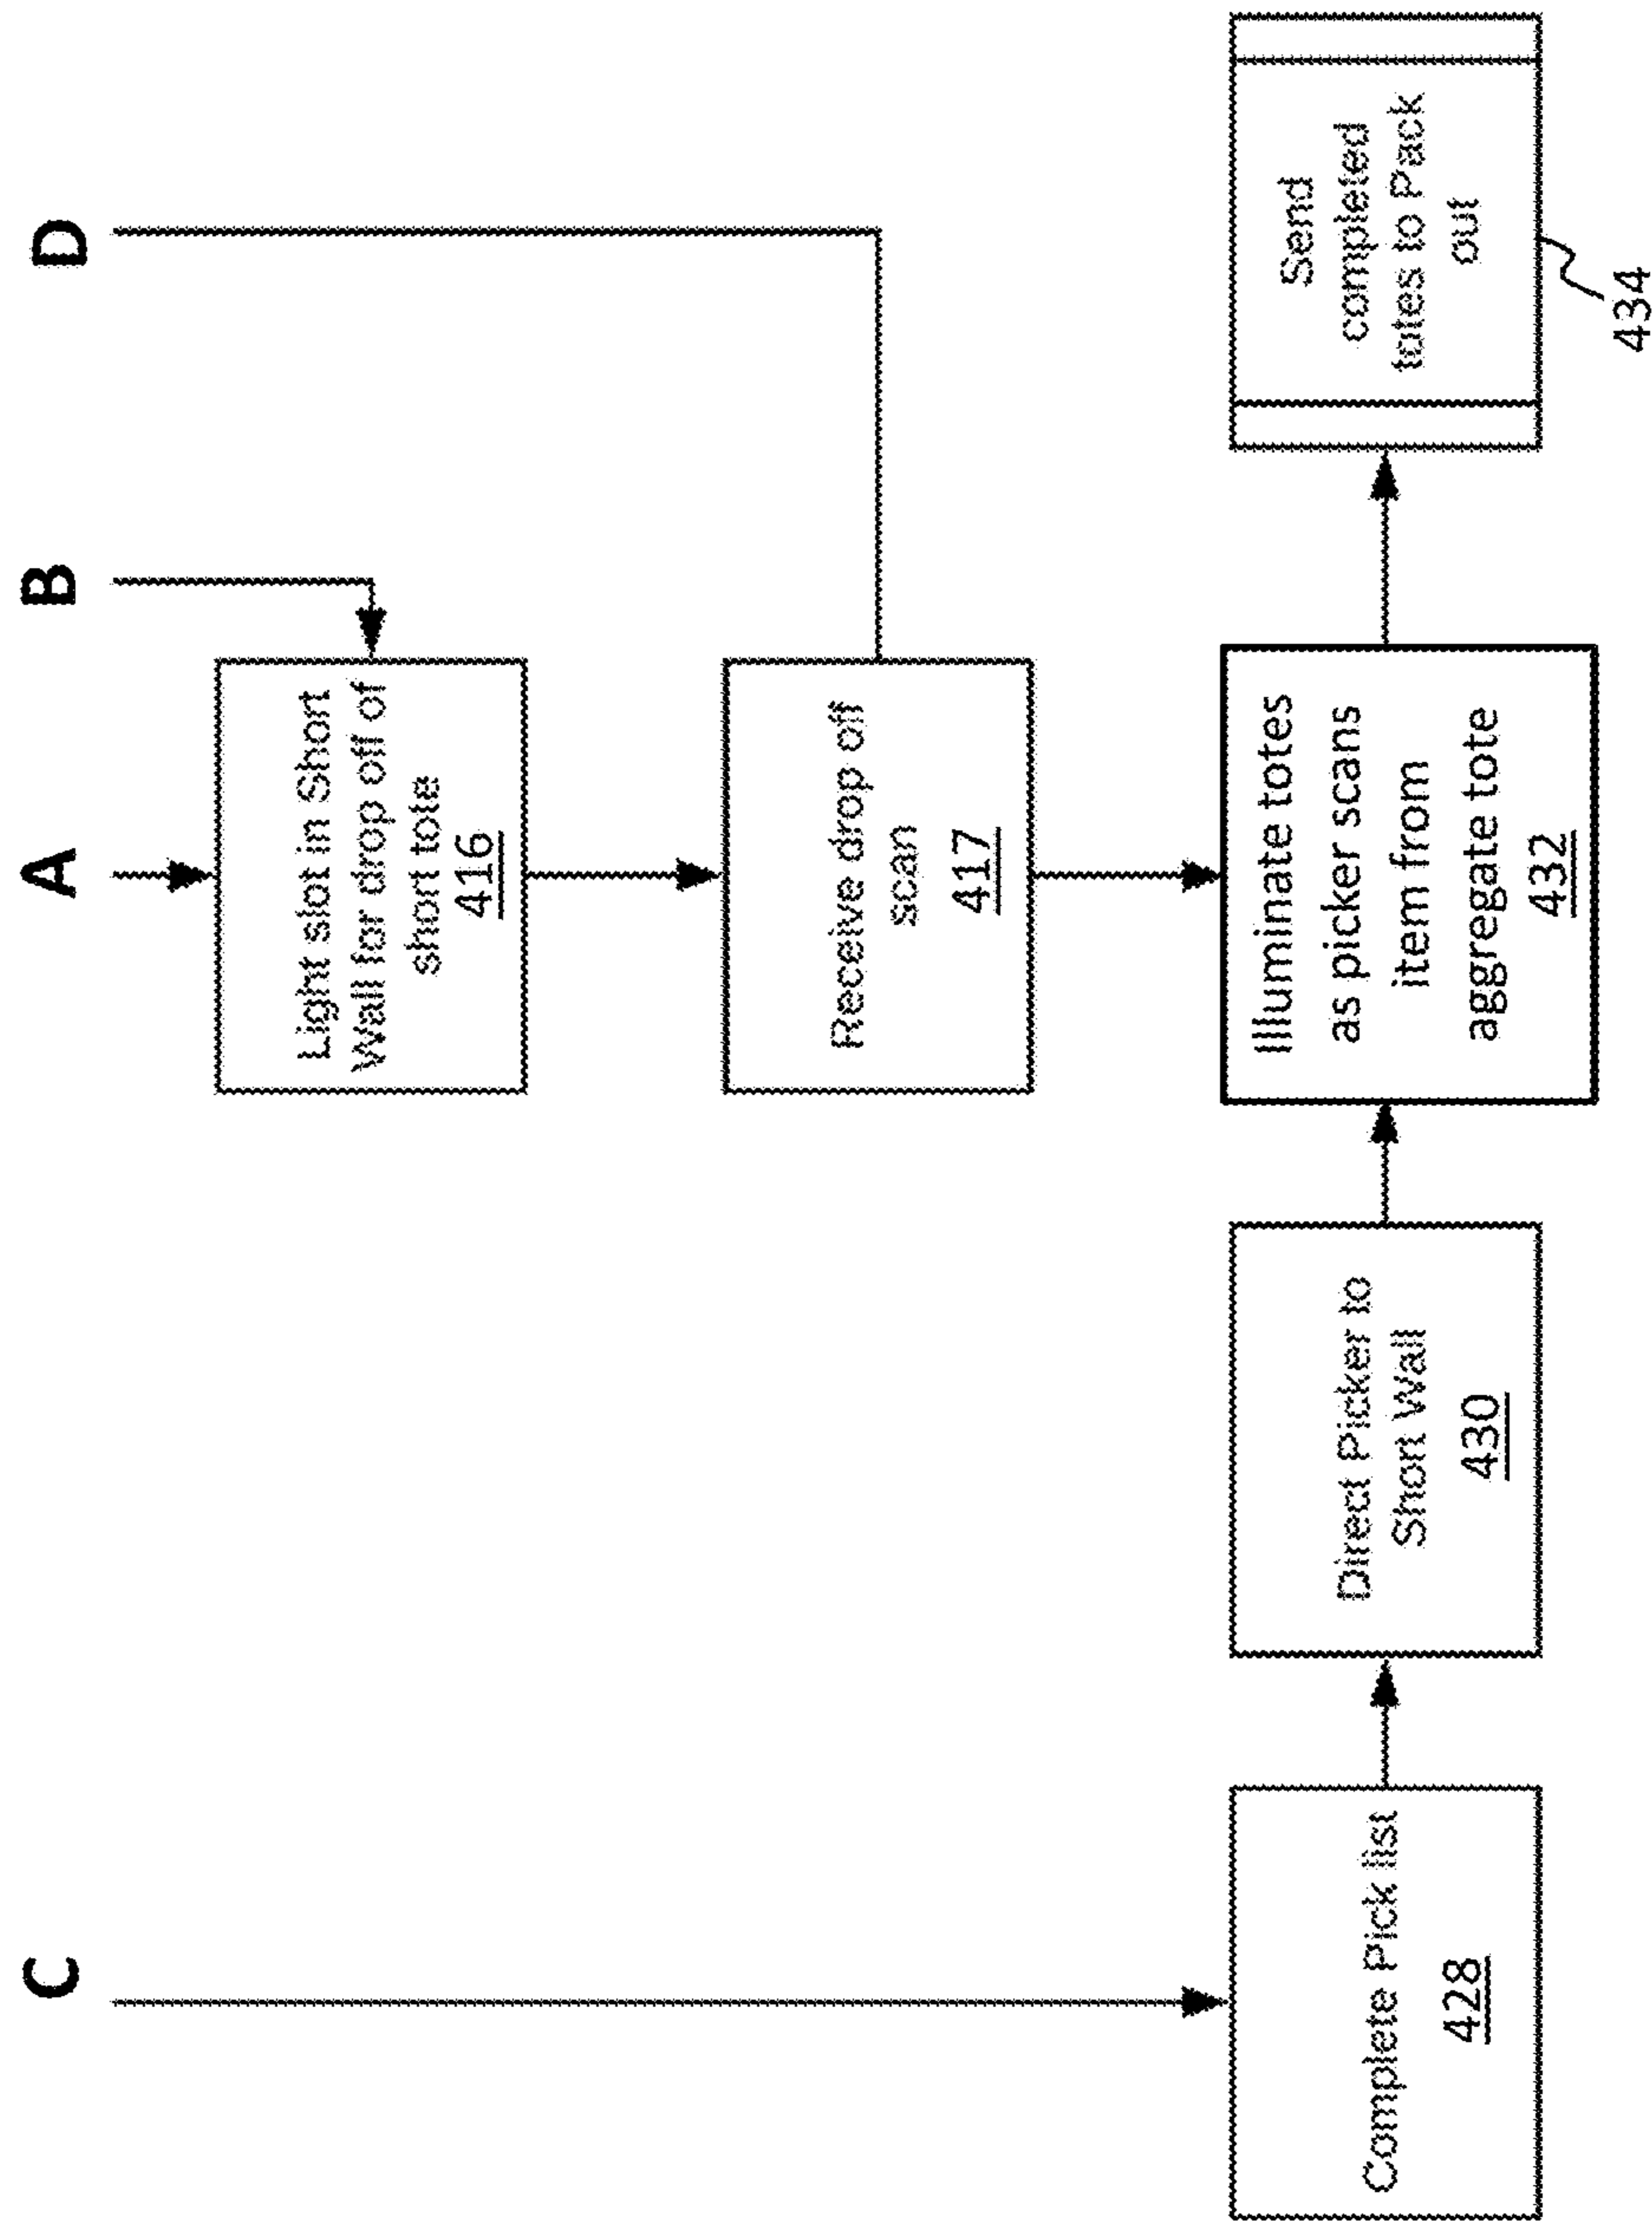 C
A
B
D
Light slot in Short
Wall for drop off of
short tote
416
Receive drop off
scan
417
Complete Pick list
428
Direct Picker to
Short Wall
430
Illuminate totes
as picker scans
item from
aggregate tote
432
Send
completed
totes to Pack
out
434